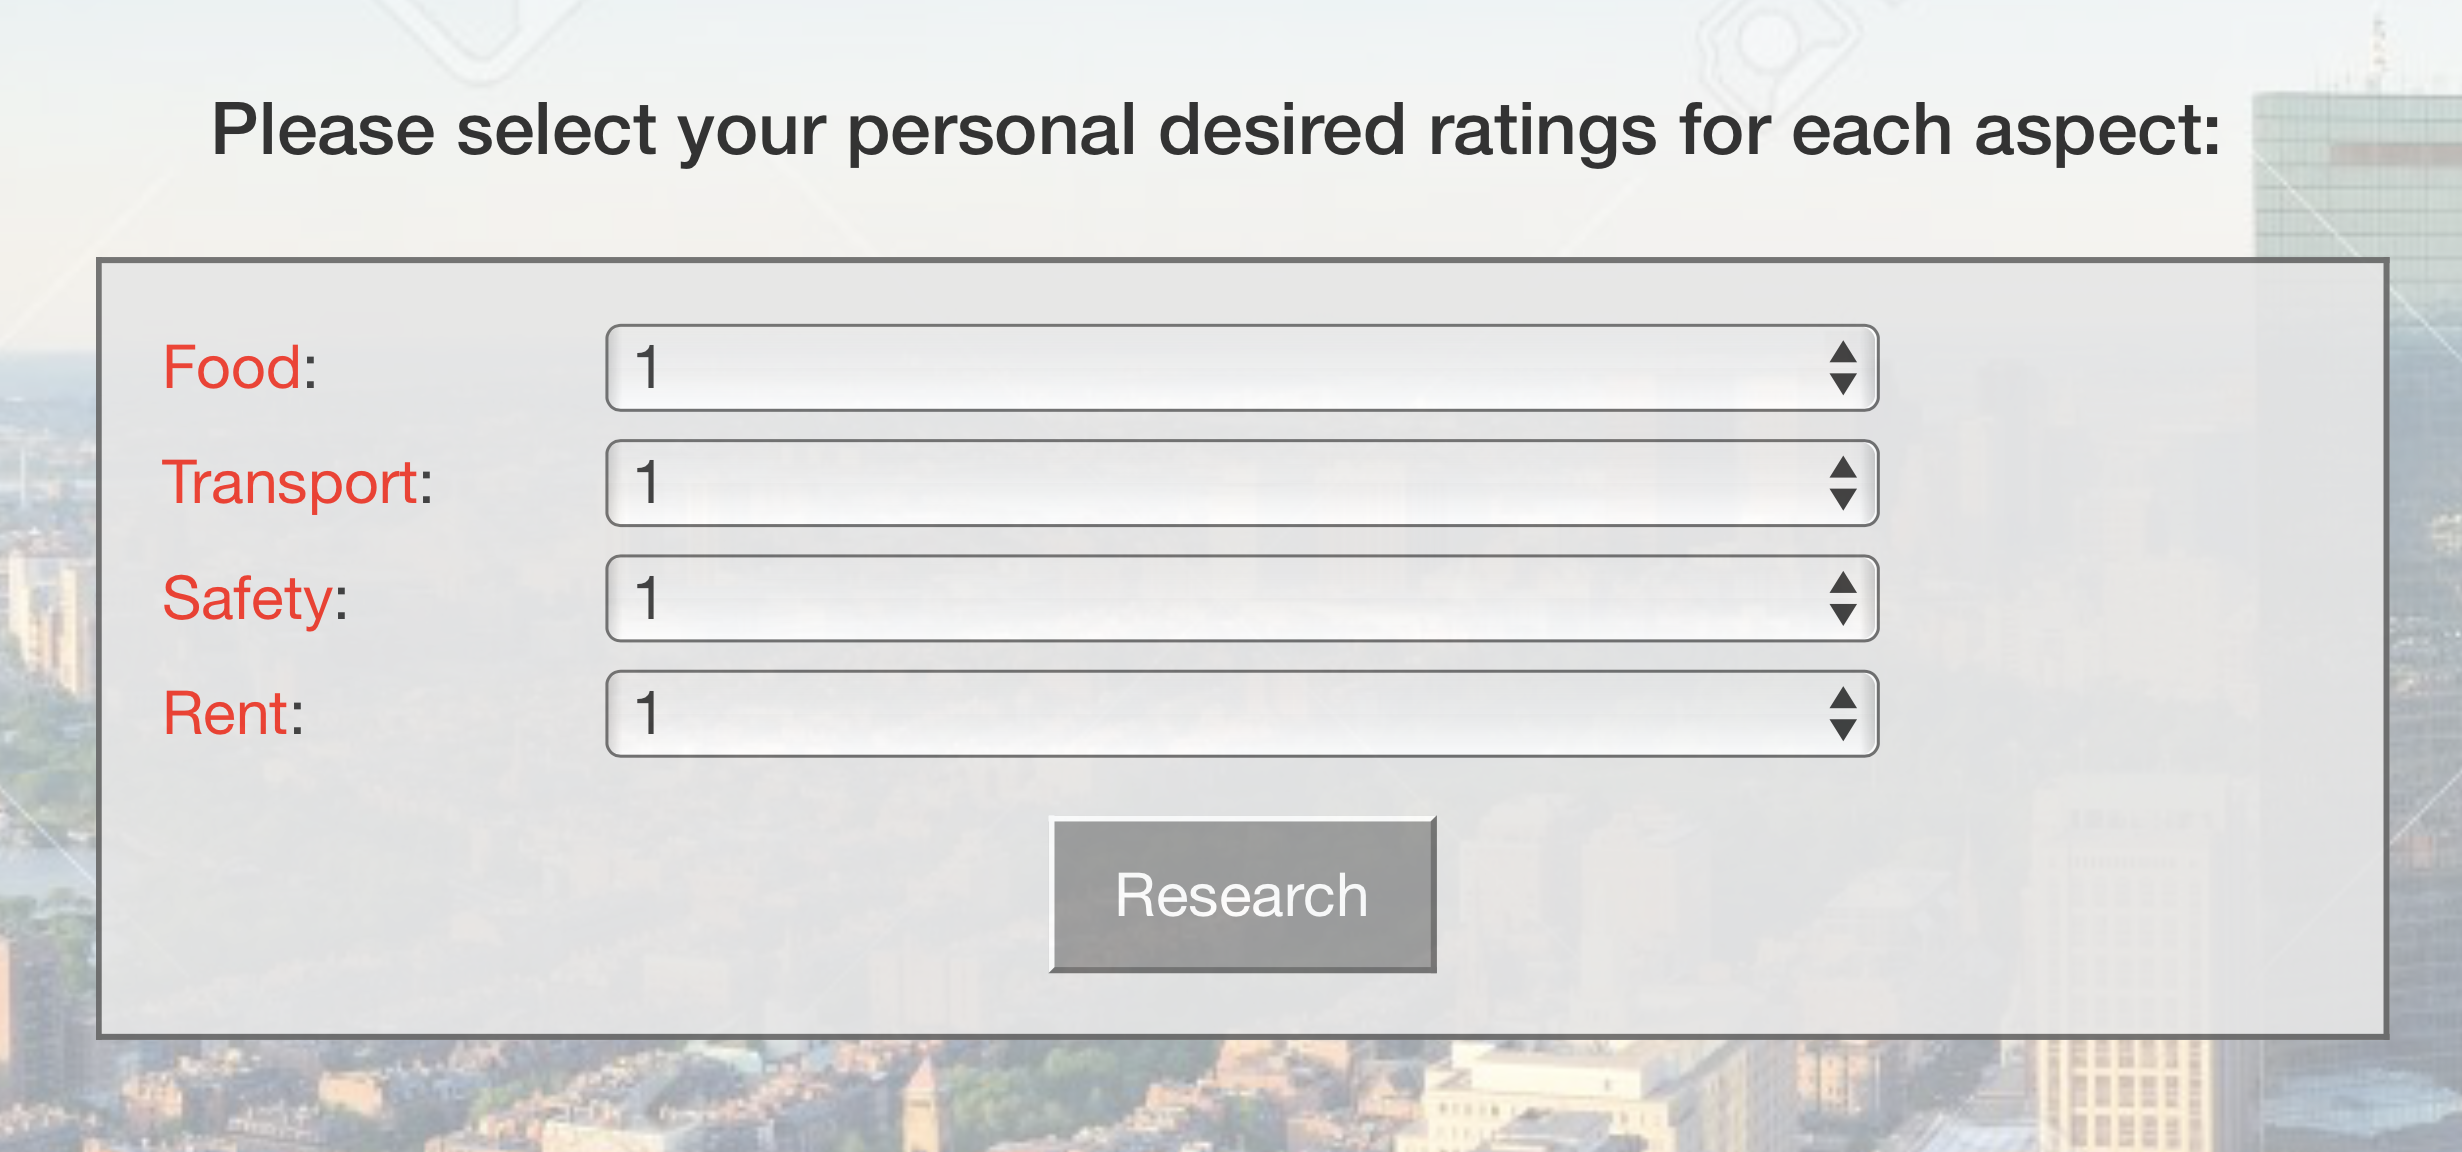 Please select your personal desired ratings for each aspect:
Food: 1
Transport: 1
Safety: 1
Rent: 1
Research